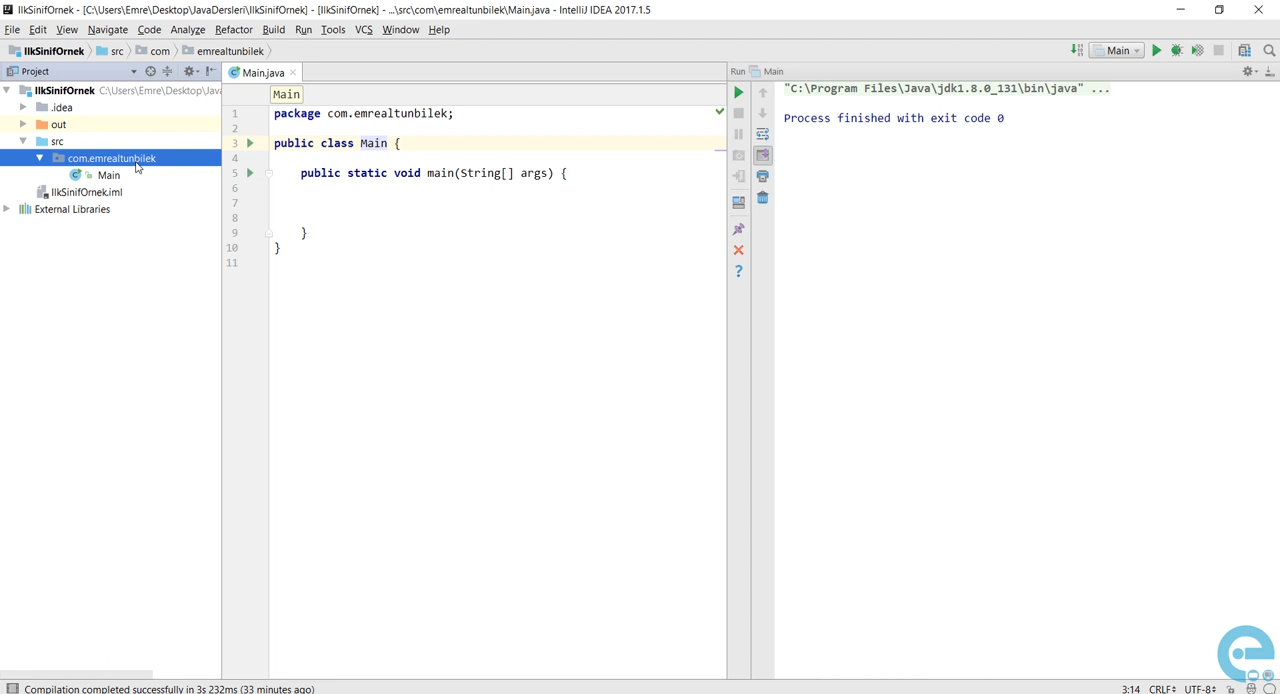 IlkSinifOrnek - [C:\Users\Emre\Desktop\JavaDersleri\IlkSinifOrnek] - [IlkSinifOrnek] - ...\src\com\emrealtunbilek\Main.java - IntelliJ IDEA 2017.1.5
File Edit View Navigate Code Analyze Refactor Build Run Tools VCS Window Help
IlkSinifOrnek src com emrealtunbilek Main
Project Main.java Run Main
IlkSinifOrnek C:\Users\Emre\Desktop\Java
.idea
out
src
com.emrealtunbilek
Main
IlkSinifOrnek.iml
External Libraries
Main
1 package com.emrealtunbilek;
2
3 public class Main {
4
5 public static void main(String[] args) {
6
7
8
9 }
10 }
11
"C:\Program Files\Java\jdk1.8.0_131\bin\java" ...
Process finished with exit code 0
Compilation completed successfully in 3s 232ms (33 minutes ago) 3:14 CRLF UTF-8